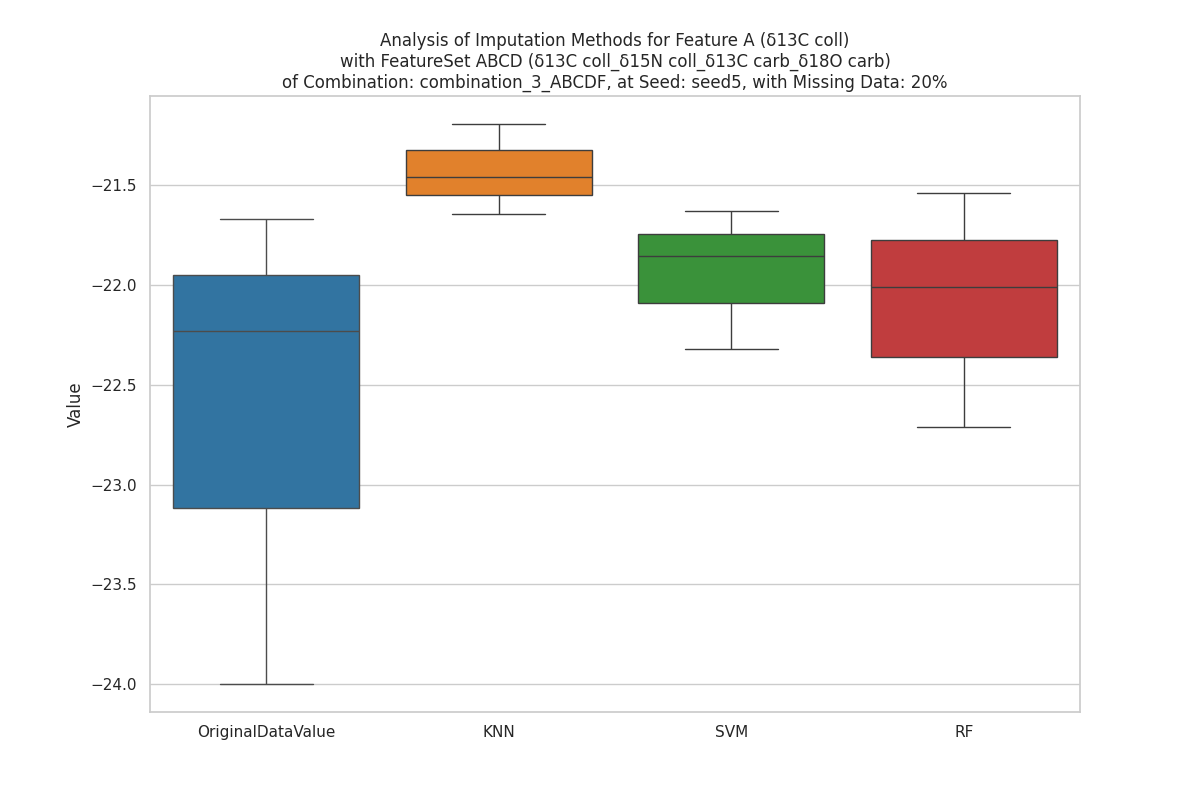 Analysis of Imputation Methods for Feature A (δ13C coll)
with FeatureSet ABCD (δ13C coll_δ15N coll_δ13C carb_δ18O carb)
of Combination: combination_3_ABCDF, at Seed: seed5, with Missing Data: 20%
−21.5
−22.0
−22.5
−23.0
−23.5
−24.0
Value
OriginalDataValue
KNN
SVM
RF